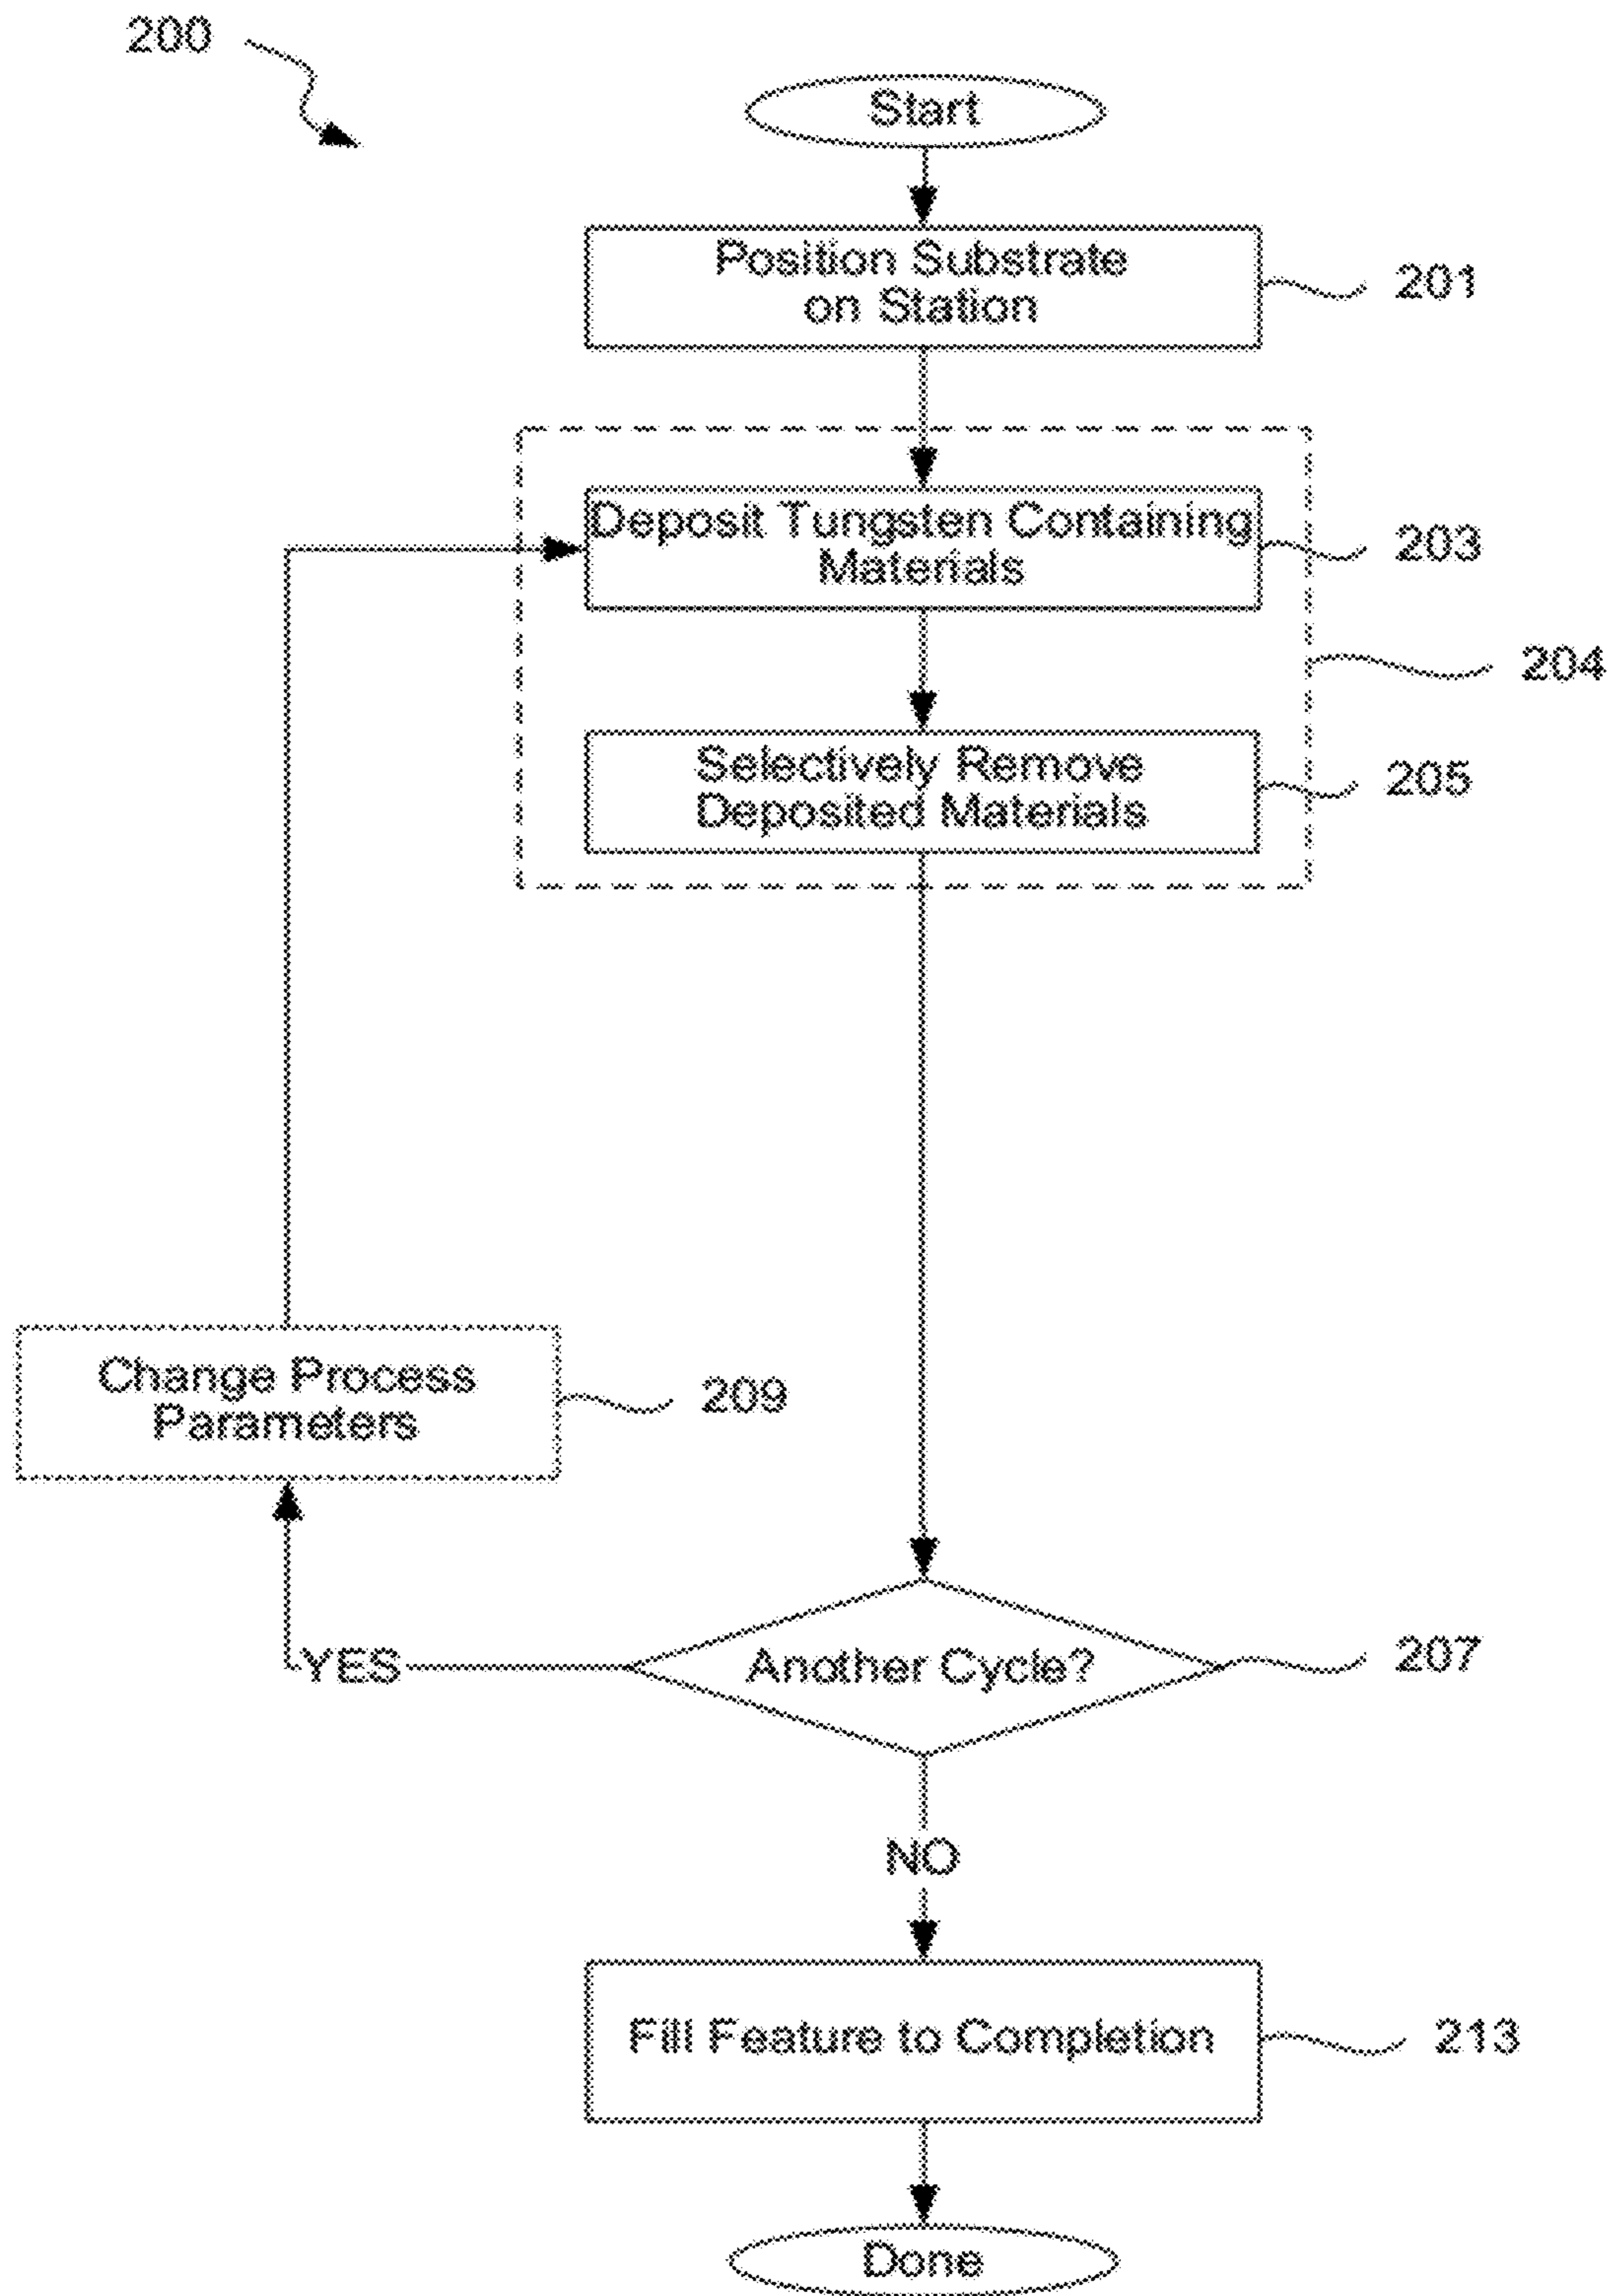 200
Start
Position Substrate
on Station
201
Deposit Tungsten Containing
Materials
203
204
Selectively Remove
Deposited Materials
205
Change Process
Parameters
209
YES
Another Cycle?
207
NO
Fill Feature to Completion
213
Done